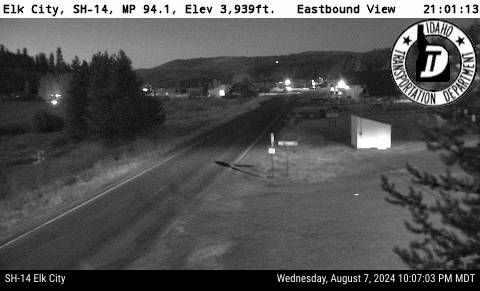 Elk City, SH-14, MP 94.1, Elev 3,939ft. Eastbound View 21:01:13
IDAHO
TRANSPORTATION DEPARTMENT
SH-14 Elk City Wednesday, August 7, 2024 10:07:03 PM MDT